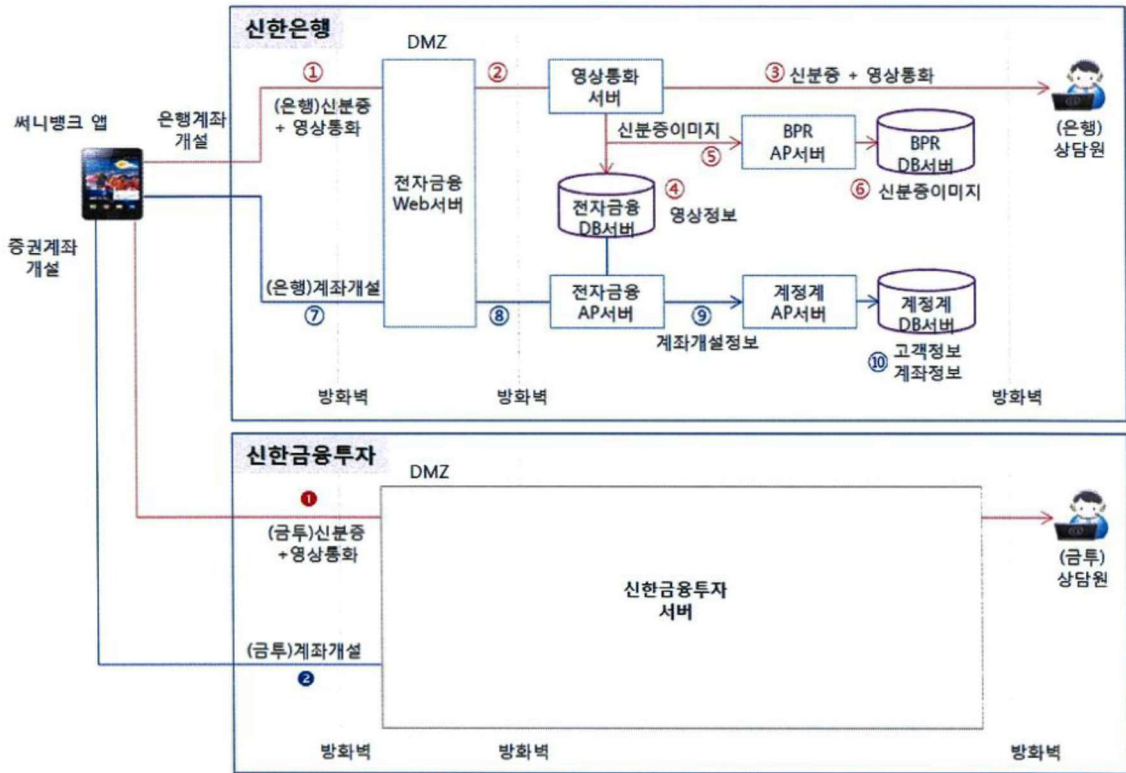 신한은행
DMZ
①
②
③ 신분증 + 영상통화
영상통화
서버
(은행)신분증
+ 영상통화
써니뱅크 앱
은행계좌
개설
(은행)
상담원
신분증이미지
⑤
BPR
AP서버
BPR
DB서버
⑥ 신분증이미지
전자금융
Web서버
전자금융
DB서버
④
영상정보
증권계좌
개설
(은행)계좌개설
⑦
⑧
전자금융
AP서버
⑨
계좌개설정보
계정계
AP서버
계정계
DB서버
⑩ 고객정보
계좌정보
방화벽
방화벽
방화벽
신한금융투자
DMZ
❶
(금투)신분증
+영상통화
(금투)
상담원
신한금융투자
서버
(금투)계좌개설
❷
방화벽
방화벽
방화벽